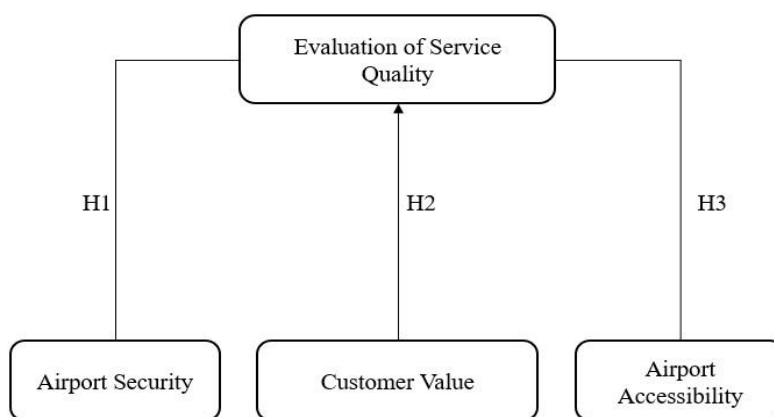 Evaluation of Service
Quality
H1
H2
H3
Airport Security
Customer Value
Airport
Accessibility